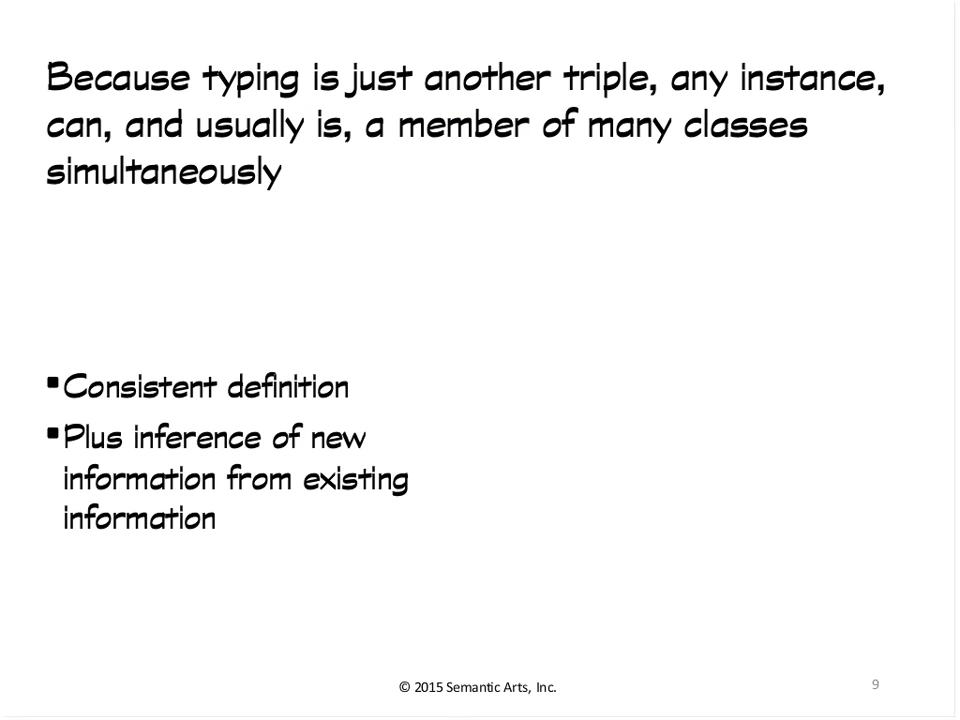 Because typing is just another triple, any instance,
can, and usually is, a member of many classes
simultaneously
▪Consistent definition
▪Plus inference of new
information from existing
information
© 2015 Semantic Arts, Inc.
9